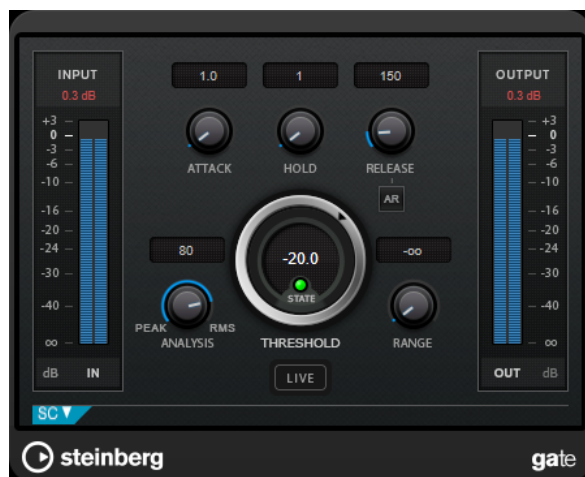 INPUT
0.3 dB
1.0
1
150
OUTPUT
0.3 dB
+3
0
-3
-6
-10
-16
-20
-24
-30
-40
∞
dB
IN
ATTACK
HOLD
RELEASE
AR
80
-20.0
-∞
STATE
PEAK
RMS
ANALYSIS
THRESHOLD
RANGE
LIVE
+3
0
-3
-6
-10
-16
-20
-24
-30
-40
∞
OUT
dB
SC
steinberg
gate